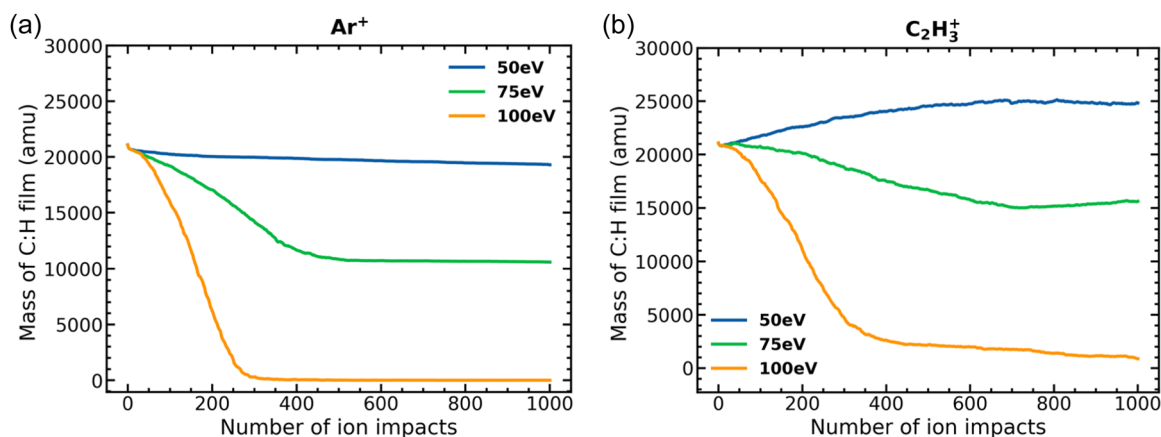 (a)
Ar⁺
30000
25000
20000
15000
10000
5000
0
Mass of C:H film (amu)
50eV
75eV
100eV
0 200 400 600 800 1000
Number of ion impacts
(b)
C₂H₃⁺
30000
25000
20000
15000
10000
5000
0
Mass of C:H film (amu)
50eV
75eV
100eV
0 200 400 600 800 1000
Number of ion impacts